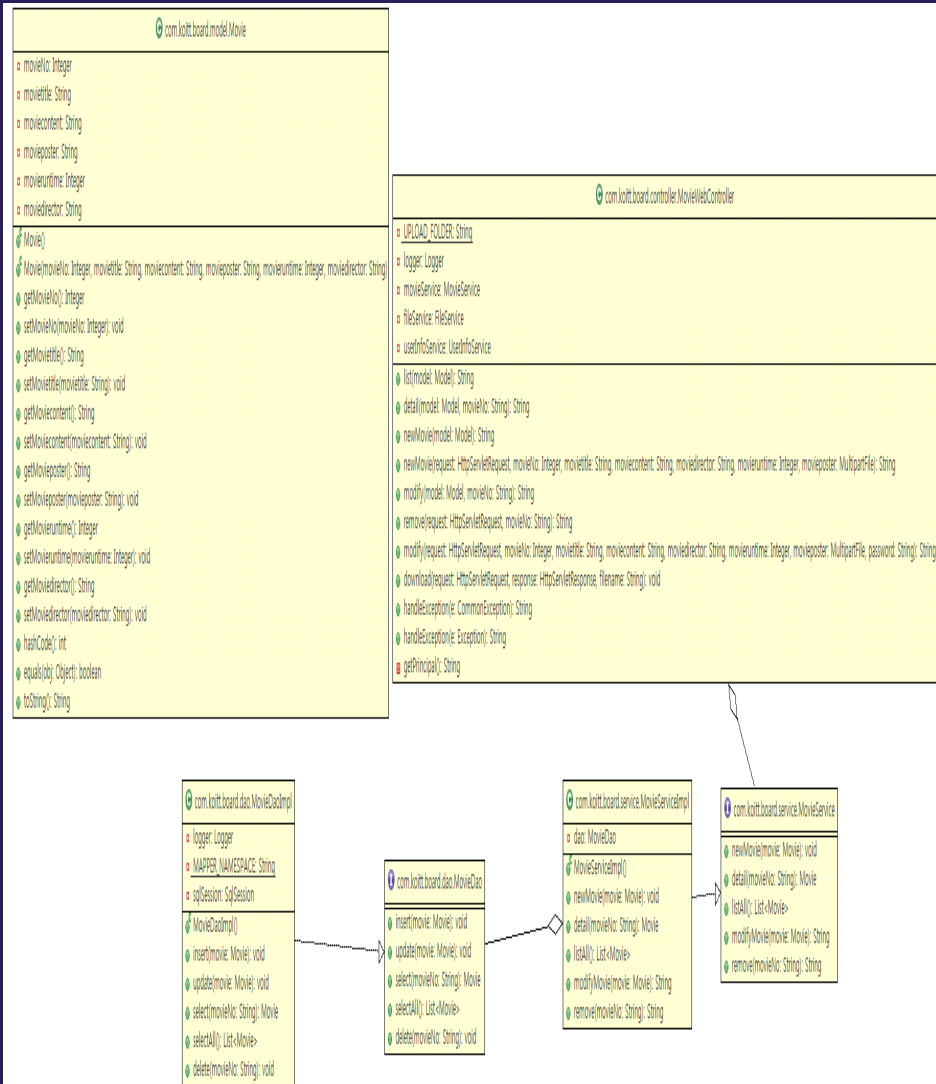 com.koitt.board.model.Movie
movieNo: Integer
movietitle: String
moviecontent: String
movieposter: String
movieruntime: Integer
moviedirector: String
Movie()
Movie(movieNo: Integer, movietitle: String, moviecontent: String, movieposter: String, movieruntime: Integer, moviedirector: String)
getMovieNo(): Integer
setMovieNo(movieNo: Integer): void
getMovietitle(): String
setMovietitle(movietitle: String): void
getMoviecontent(): String
setMoviecontent(moviecontent: String): void
getMovieposter(): String
setMovieposter(movieposter: String): void
getMovieruntime(): Integer
setMovieruntime(movieruntime: Integer): void
getMoviedirector(): String
setMoviedirector(moviedirector: String): void
hashCode(): int
equals(obj: Object): boolean
toString(): String
com.koitt.board.controller.MovieWebController
UPLOAD_FOLDER: String
logger: Logger
movieService: MovieService
fileService: FileService
userInfoService: UserInfoService
list(model: Model): String
detail(model: Model, movieNo: String): String
newMovie(model: Model): String
newMovie(request: HttpServletRequest, movieNo: Integer, movietitle: String, moviecontent: String, moviedirector: String, movieruntime: Integer, movieposter: MultipartFile): String
modify(model: Model, movieNo: String): String
remove(request: HttpServletRequest, movieNo: String): String
modify(request: HttpServletRequest, movieNo: Integer, movietitle: String, moviecontent: String, moviedirector: String, movieruntime: Integer, movieposter: MultipartFile, password: String): String
download(request: HttpServletRequest, response: HttpServletResponse, filename: String): void
handleException(e: CommonException): String
handleException(e: Exception): String
getPrincipal(): String
com.koitt.board.dao.MovieDaoImpl
logger: Logger
MAPPER_NAMESPACE: String
sqlSession: SqlSession
MovieDaoImpl()
insert(movie: Movie): void
update(movie: Movie): void
select(movieNo: String): Movie
selectAll(): List<Movie>
delete(movieNo: String): void
com.koitt.board.dao.MovieDao
insert(movie: Movie): void
update(movie: Movie): void
select(movieNo: String): Movie
selectAll(): List<Movie>
delete(movieNo: String): void
com.koitt.board.service.MovieServiceImpl
dao: MovieDao
MovieServiceImpl()
newMovie(movie: Movie): void
detail(movieNo: String): Movie
listAll(): List<Movie>
modifyMovie(movie: Movie): String
remove(movieNo: String): String
com.koitt.board.service.MovieService
newMovie(movie: Movie): void
detail(movieNo: String): Movie
listAll(): List<Movie>
modifyMovie(movie: Movie): String
remove(movieNo: String): String